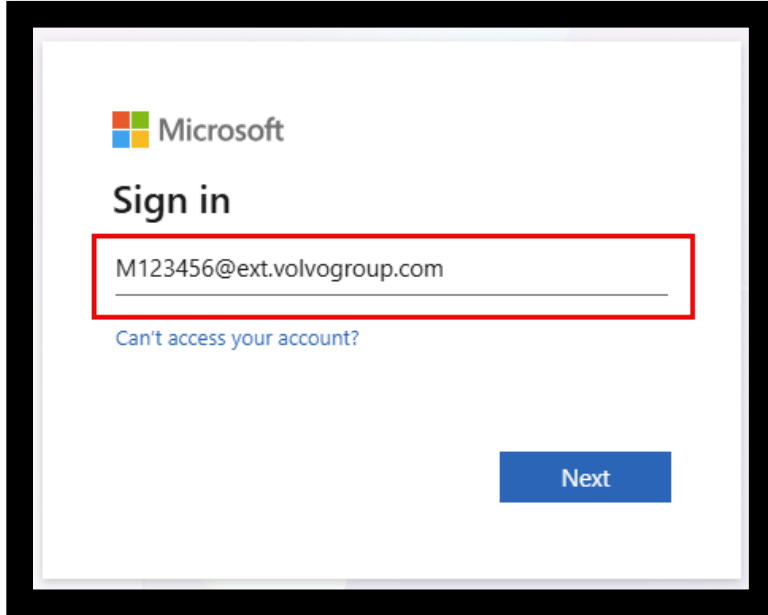 Microsoft
Sign in
M123456@ext.volvogroup.com
Can't access your account?
Next